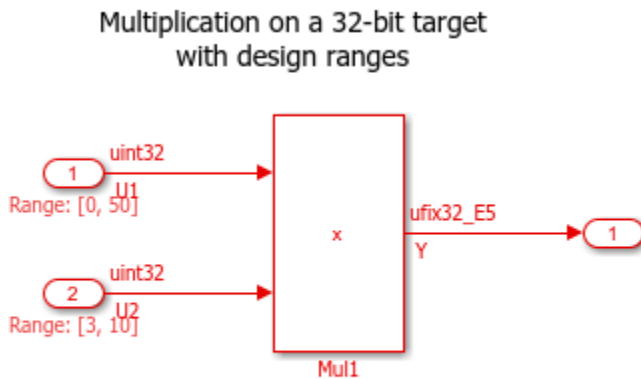 Multiplication on a 32-bit target
with design ranges
uint32
1
U1
Range: [0, 50]
ufix32_E5
x
1
Y
uint32
2
U2
Range: [3, 10]
Mul1